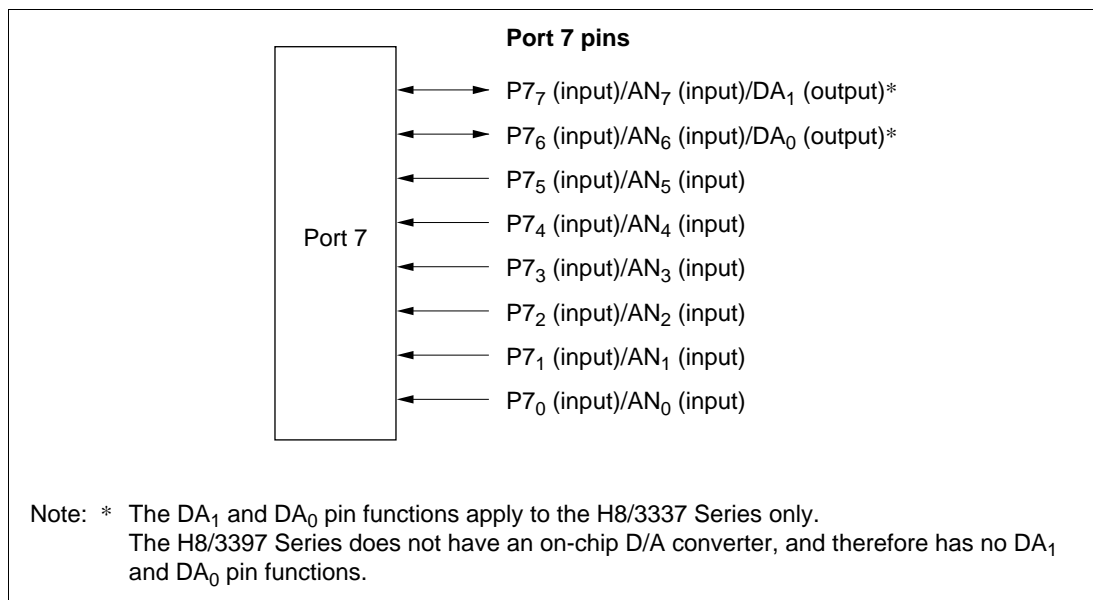 Port 7 pins
P7₇ (input)/AN₇ (input)/DA₁ (output)*
P7₆ (input)/AN₆ (input)/DA₀ (output)*
P7₅ (input)/AN₅ (input)
P7₄ (input)/AN₄ (input)
Port 7
P7₃ (input)/AN₃ (input)
P7₂ (input)/AN₂ (input)
P7₁ (input)/AN₁ (input)
P7₀ (input)/AN₀ (input)
Note: * The DA₁ and DA₀ pin functions apply to the H8/3337 Series only.
The H8/3397 Series does not have an on-chip D/A converter, and therefore has no DA₁
and DA₀ pin functions.